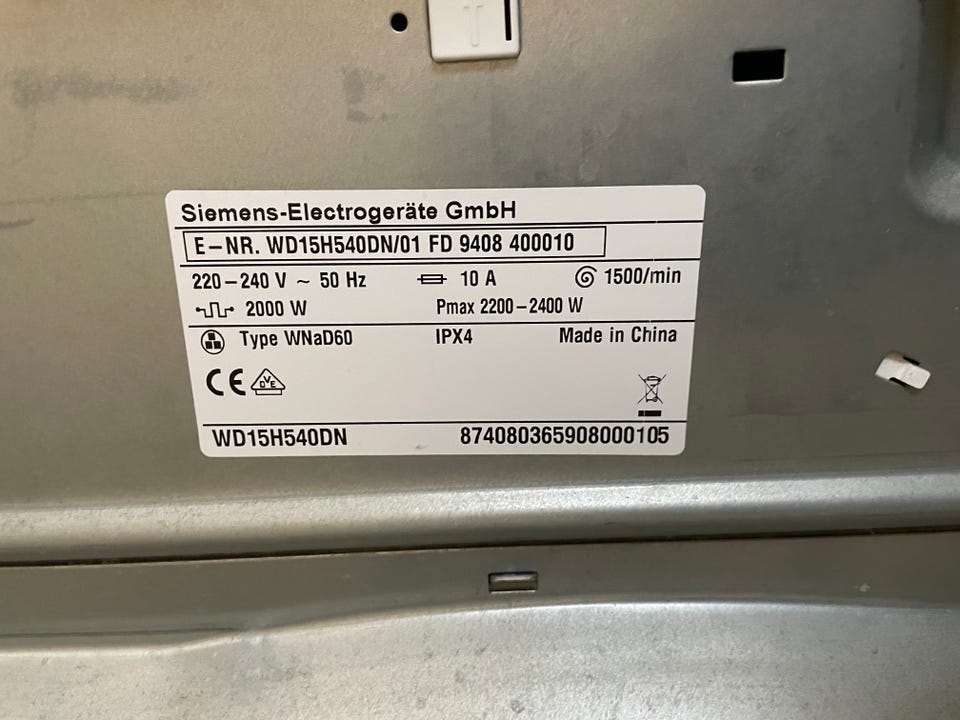 T
Siemens-Electrogeräte GmbH
E-NR. WD15H540DN/01 FD 9408 400010
220-240 V ~ 50 Hz 10 A 1500/min
2000 W Pmax 2200-2400 W
Type WNaD60 IPX4 Made in China
CE DVE
WD15H540DN 874080365908000105